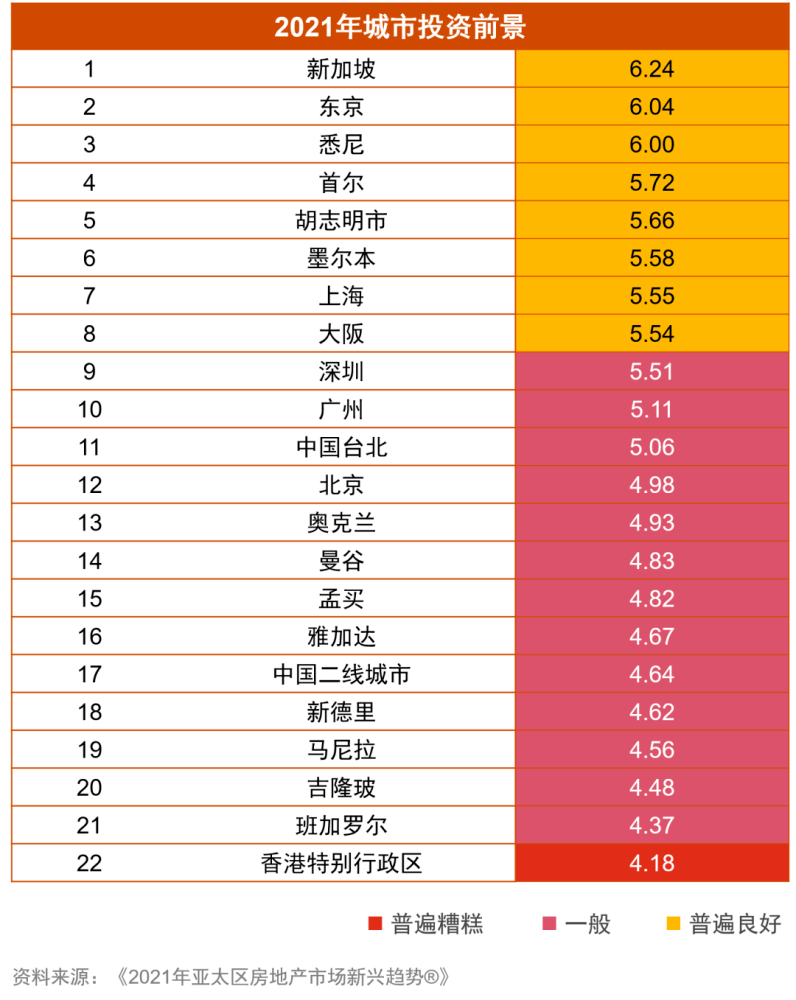 2021年城市投资前景
1 新加坡 6.24
2 东京 6.04
3 悉尼 6.00
4 首尔 5.72
5 胡志明市 5.66
6 墨尔本 5.58
7 上海 5.55
8 大阪 5.54
9 深圳 5.51
10 广州 5.11
11 中国台北 5.06
12 北京 4.98
13 奥克兰 4.93
14 曼谷 4.83
15 孟买 4.82
16 雅加达 4.67
17 中国二线城市 4.64
18 新德里 4.62
19 马尼拉 4.56
20 吉隆玻 4.48
21 班加罗尔 4.37
22 香港特别行政区 4.18
普遍糟糕 一般 普遍良好
资料来源：《2021年亚太区房地产市场新兴趋势®》